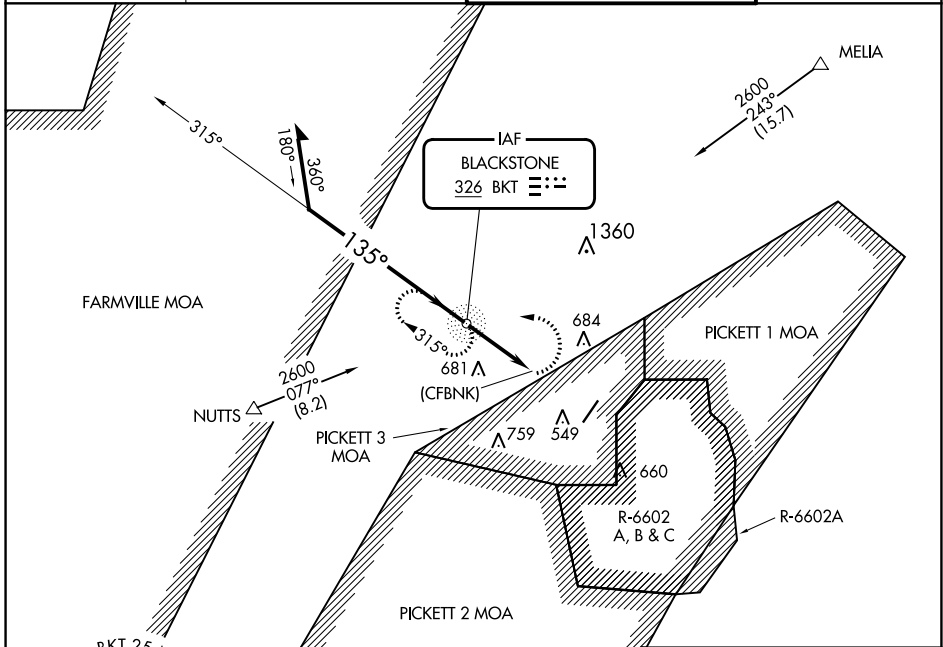 MELIA
2600
243°
(15.7)
315°
180°
360°
IAF
BLACKSTONE
326 BKT
135°
1360
FARMVILLE MOA
684
PICKETT 1 MOA
315°
681
(CFBNK)
2600
077°
(8.2)
NUTTS
PICKETT 3
MOA
759
549
660
R-6602
A, B & C
R-6602A
PICKETT 2 MOA
BKT 25